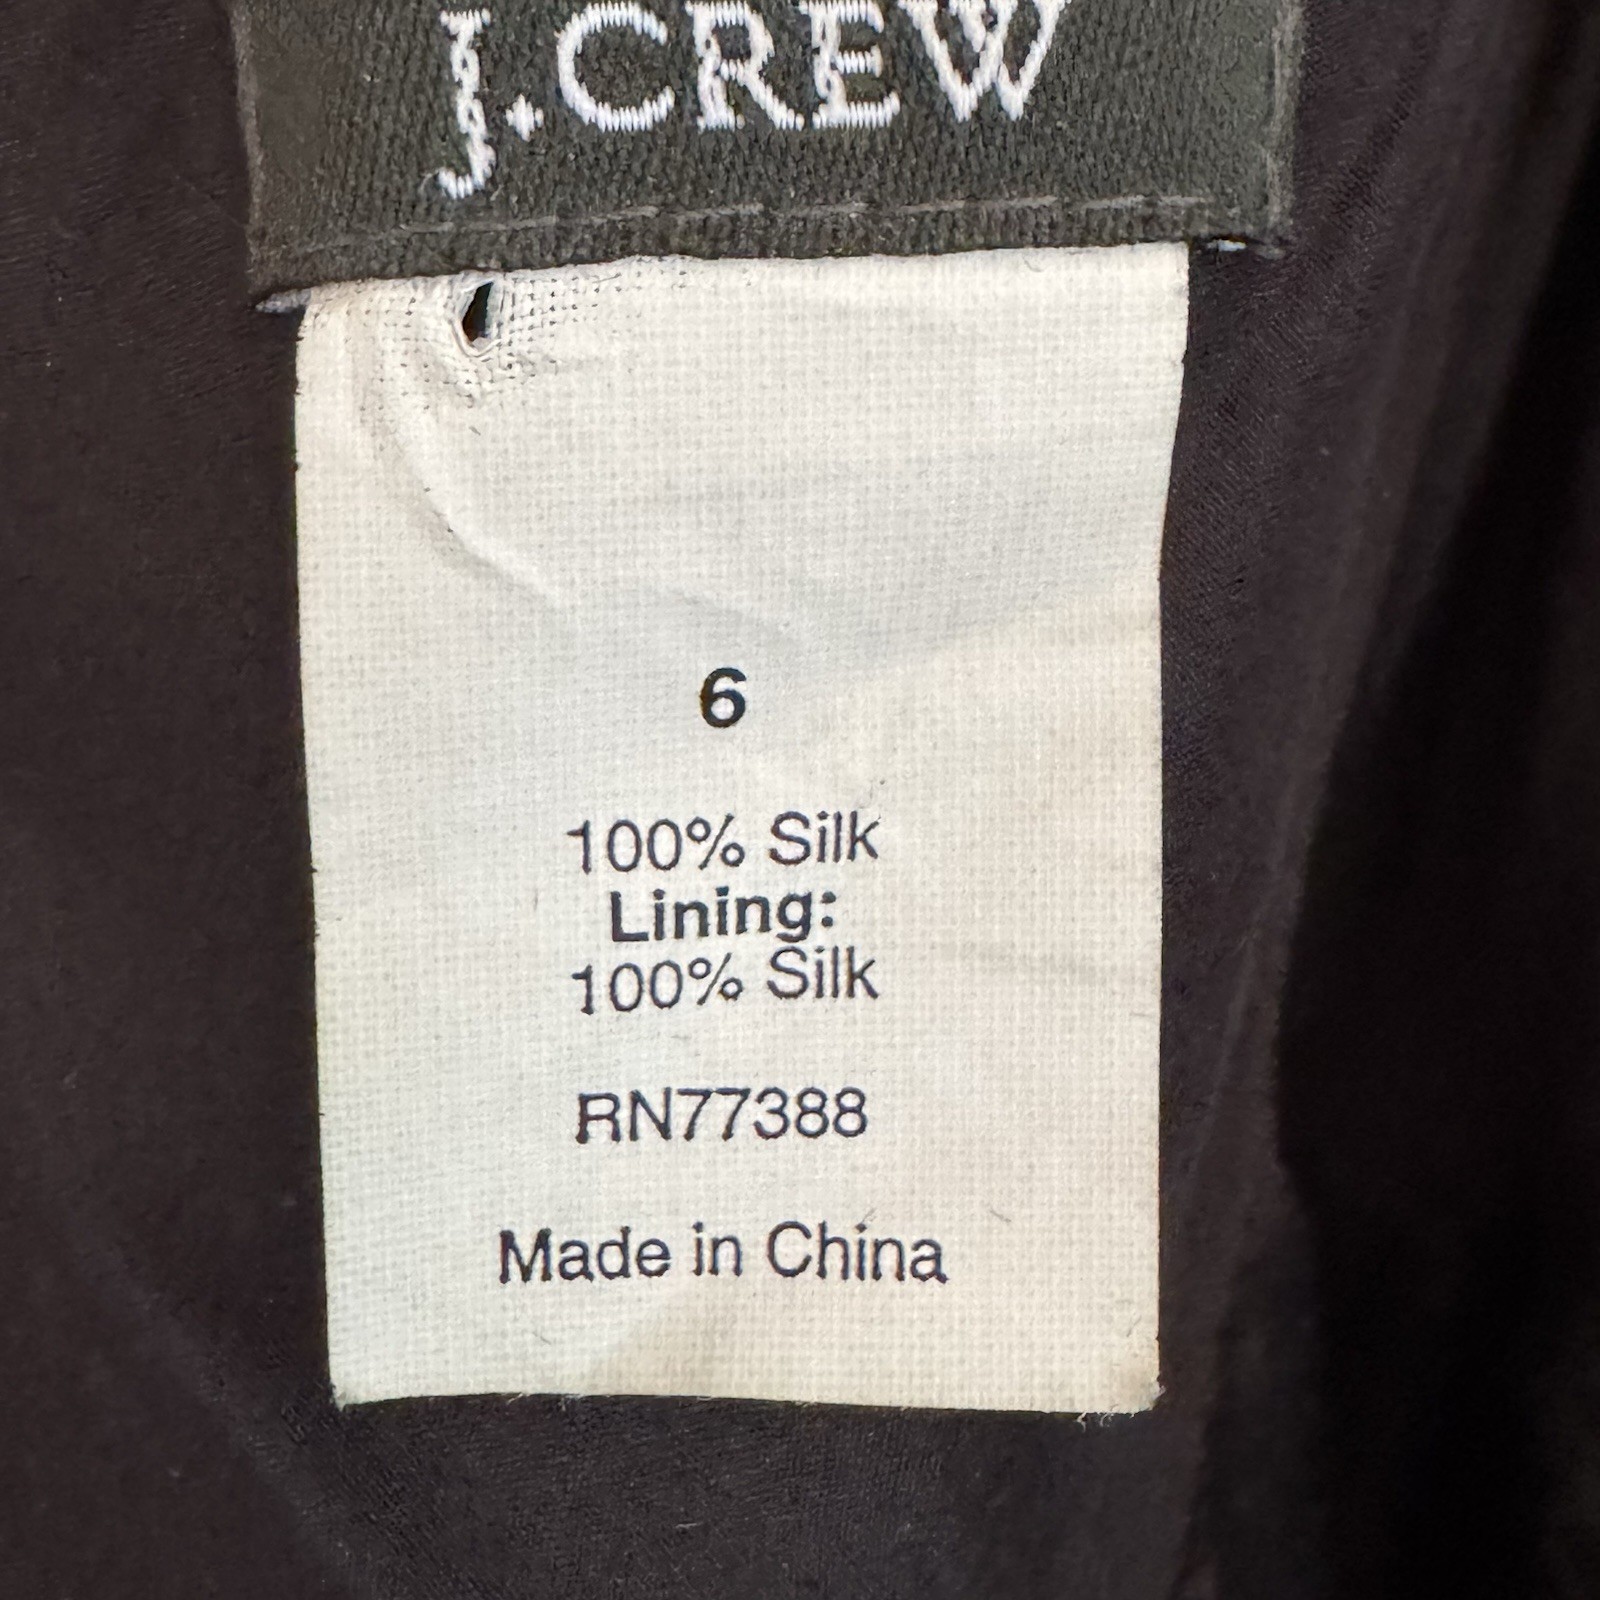 J.CREW
6
100% Silk
Lining:
100% Silk
RN77388
Made in China